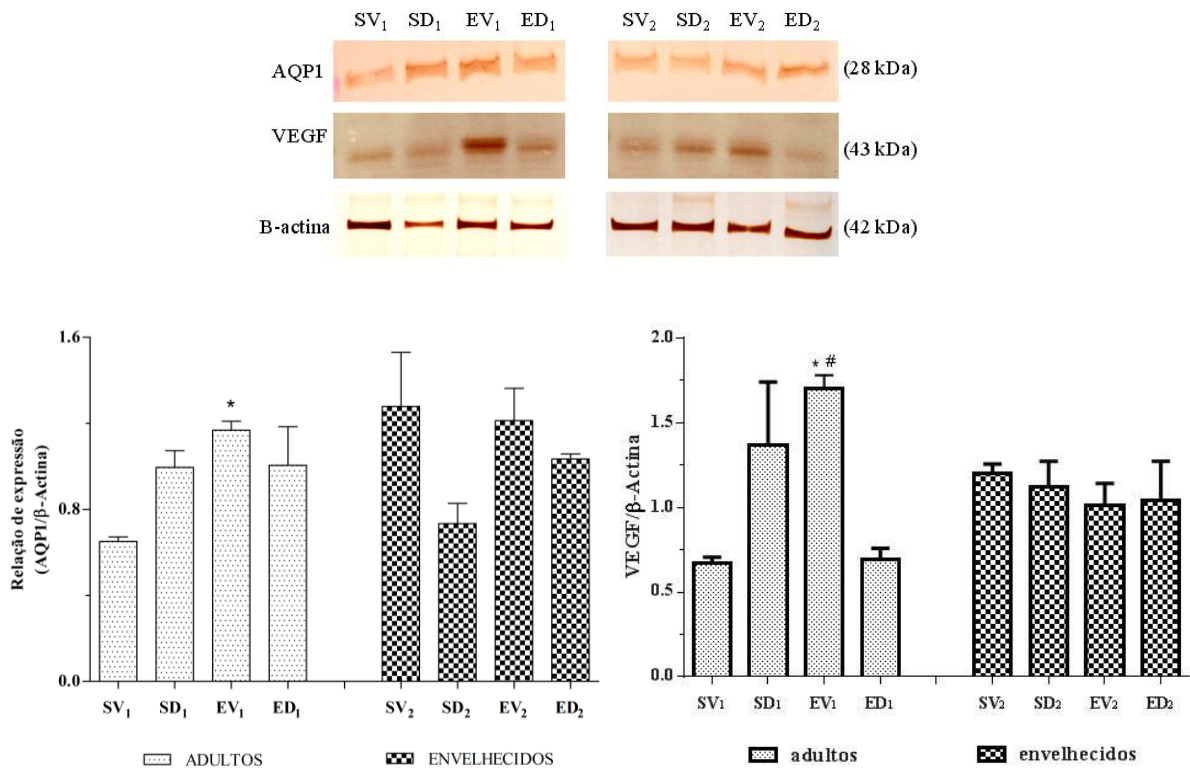 SV1 SD1 EV1 ED1 SV2 SD2 EV2 ED2
AQP1 (28 kDa)
VEGF (43 kDa)
B-actina (42 kDa)
Relação de expressão
(AQP1/β-Actina)
1.6
0.8
0.0
*
SV1 SD1 EV1 ED1 SV2 SD2 EV2 ED2
ADULTOS ENVELHECIDOS
VEGF/β-Actina
2.0
1.5
1.0
0.5
0.0
* #
SV1 SD1 EV1 ED1 SV2 SD2 EV2 ED2
adultos envelhecidos